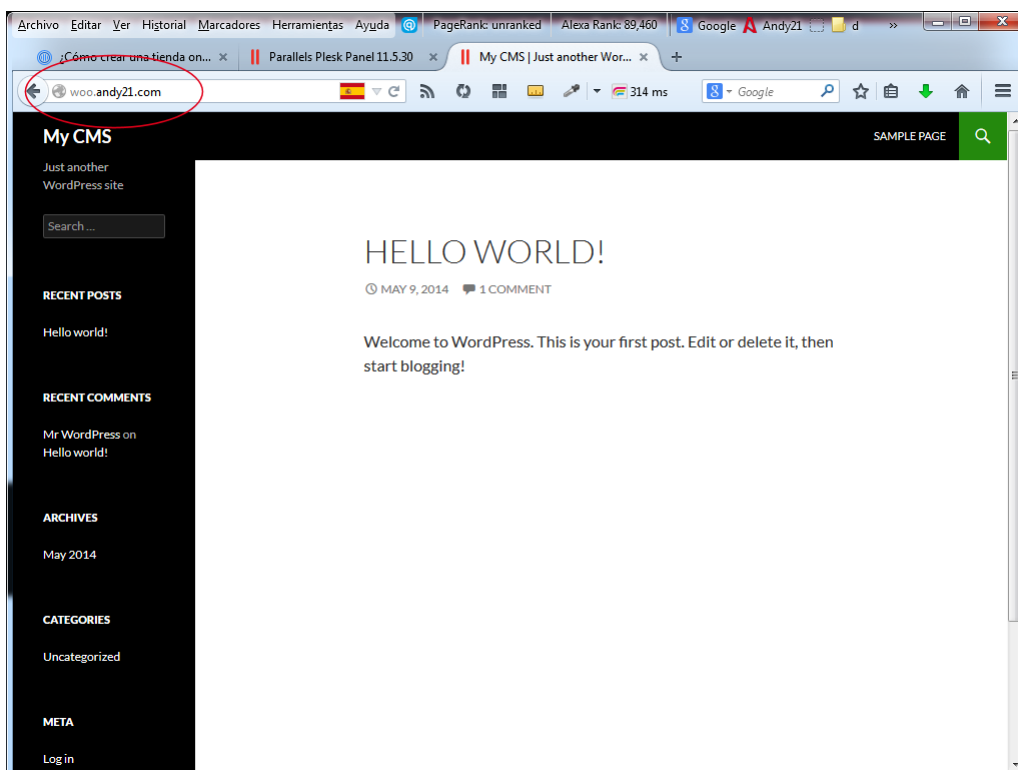 Archivo Editar Ver Historial Marcadores Herramientas Ayuda PageRank: unranked Alexa Rank: 89,460 Google Andy21 d »
¿Cómo crear una tienda on... × Parallels Plesk Panel 11.5.30 × My CMS | Just another Wor... × +
woo.andy21.com 314 ms Google
My CMS
SAMPLE PAGE
Just another
WordPress site
Search ...
HELLO WORLD!
MAY 9, 2014 1 COMMENT
Welcome to WordPress. This is your first post. Edit or delete it, then
start blogging!
RECENT POSTS
Hello world!
RECENT COMMENTS
Mr WordPress on
Hello world!
ARCHIVES
May 2014
CATEGORIES
Uncategorized
META
Log in